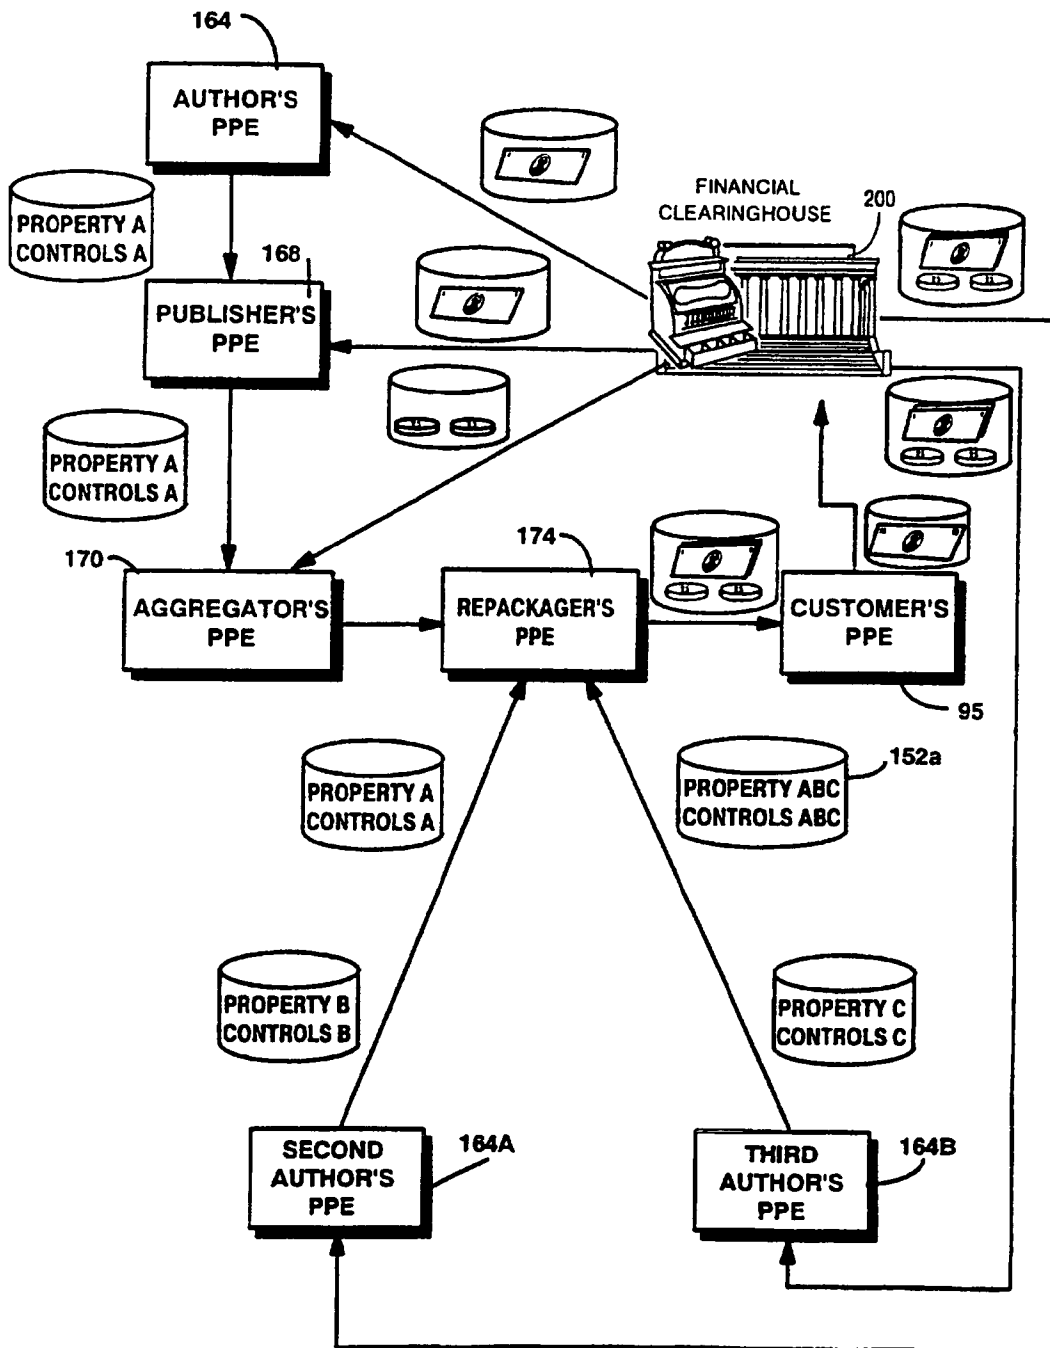 164
AUTHOR'S
PPE
PROPERTY A
CONTROLS A
FINANCIAL
CLEARINGHOUSE
200
168
PUBLISHER'S
PPE
PROPERTY A
CONTROLS A
170
AGGREGATOR'S
PPE
174
REPACKAGER'S
PPE
CUSTOMER'S
PPE
95
PROPERTY A
CONTROLS A
PROPERTY ABC
CONTROLS ABC
152a
PROPERTY B
CONTROLS B
PROPERTY C
CONTROLS C
SECOND
AUTHOR'S
PPE
164A
THIRD
AUTHOR'S
PPE
164B